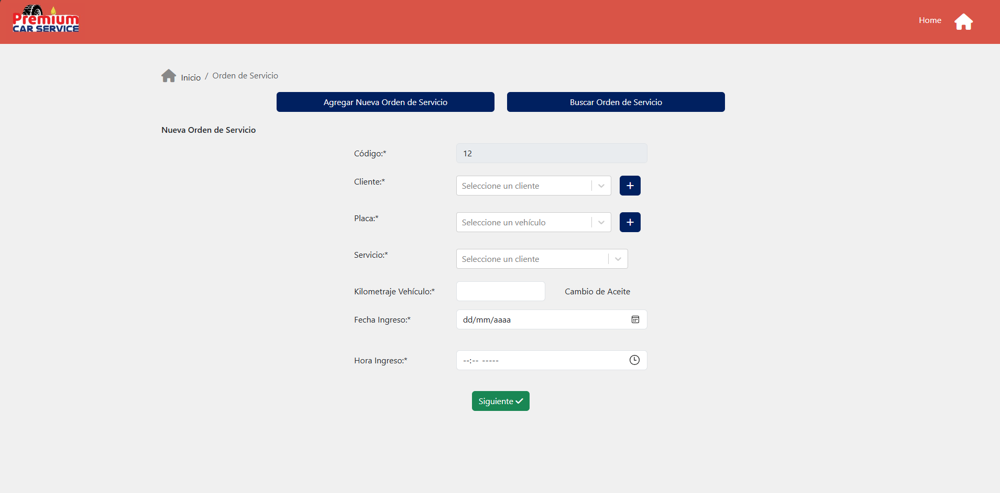 Premium
CAR SERVICE
Home
Inicio / Orden de Servicio
Agregar Nueva Orden de Servicio
Buscar Orden de Servicio
Nueva Orden de Servicio
Código:* 12
Cliente:* Seleccione un cliente +
Placa:* Seleccione un vehículo +
Servicio:* Seleccione un cliente
Kilometraje Vehículo:* Cambio de Aceite
Fecha Ingreso:* dd/mm/aaaa
Hora Ingreso:* --:-- -----
Siguiente